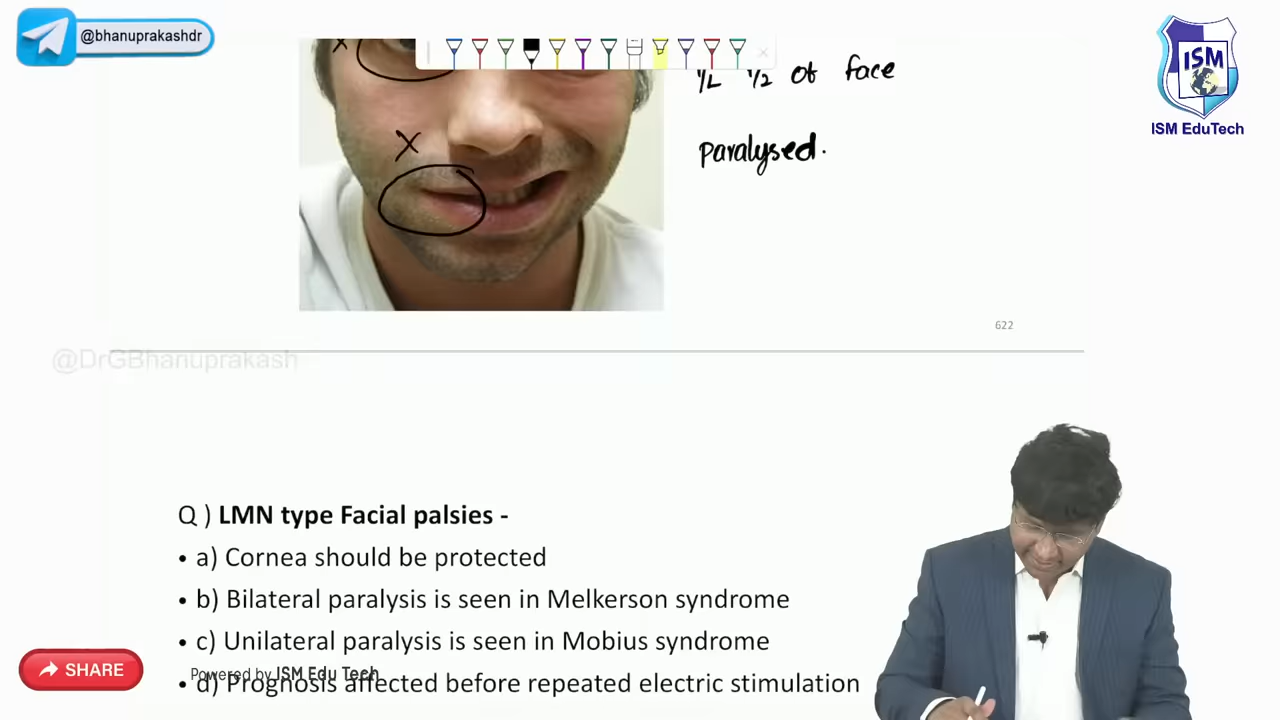 @bhanuprakashdr
ISM
ISM EduTech
x
X
I/L 1/2 of face
paralysed.
622
@DrGBhanuprakash
Q ) LMN type Facial palsies -
• a) Cornea should be protected
• b) Bilateral paralysis is seen in Melkerson syndrome
• c) Unilateral paralysis is seen in Mobius syndrome
SHARE
Powered by ISM Edu Tech
• d) Prognosis affected before repeated electric stimulation